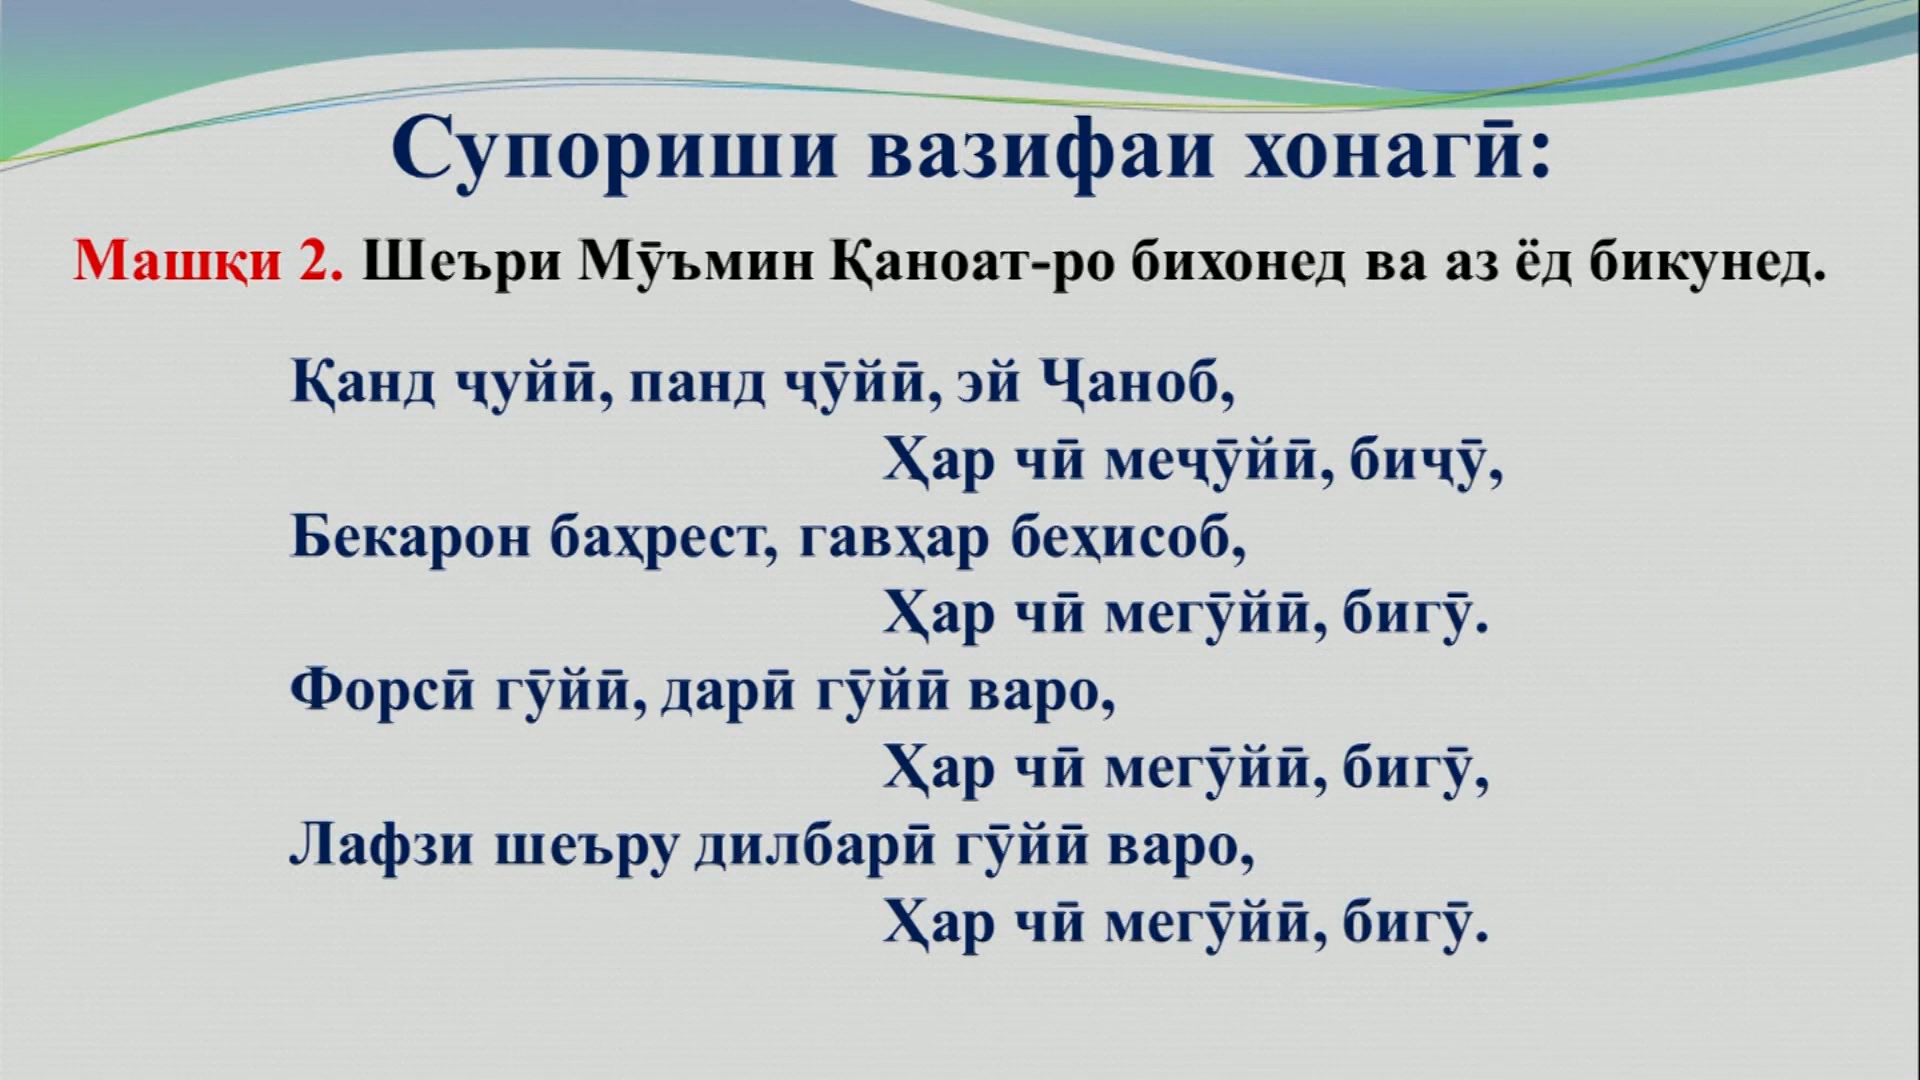 Супориши вазифаи хонагӣ:
Машқи 2. Шеъри Мӯъмин Қаноат-ро бихонед ва аз ёд бикунед.
Қанд ҷуйӣ, панд ҷӯйӣ, эй Ҷаноб,
Ҳар чӣ меҷӯйӣ, биҷӯ,
Бекарон баҳрест, гавҳар беҳисоб,
Ҳар чӣ мегӯйӣ, бигӯ.
Форсӣ гӯйӣ, дарӣ гӯйӣ варо,
Ҳар чӣ мегӯйӣ, бигӯ,
Лафзи шеъру дилбарӣ гӯйӣ варо,
Ҳар чӣ мегӯйӣ, бигӯ.